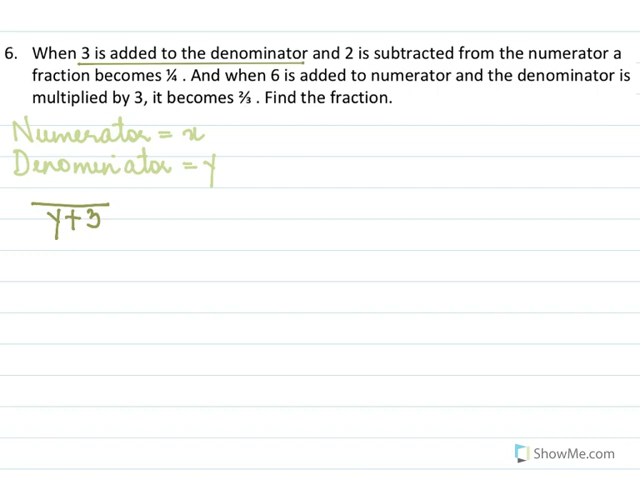 6. When 3 is added to the denominator and 2 is subtracted from the numerator a
fraction becomes ¼ . And when 6 is added to numerator and the denominator is
multiplied by 3, it becomes ⅔ . Find the fraction.
Numerator = x
Denominator = y
y+3
ShowMe.com